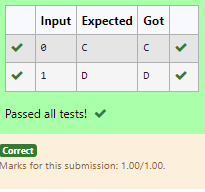 Input Expected Got
0 C C
1 D D
Passed all tests!
Correct
Marks for this submission: 1.00/1.00.